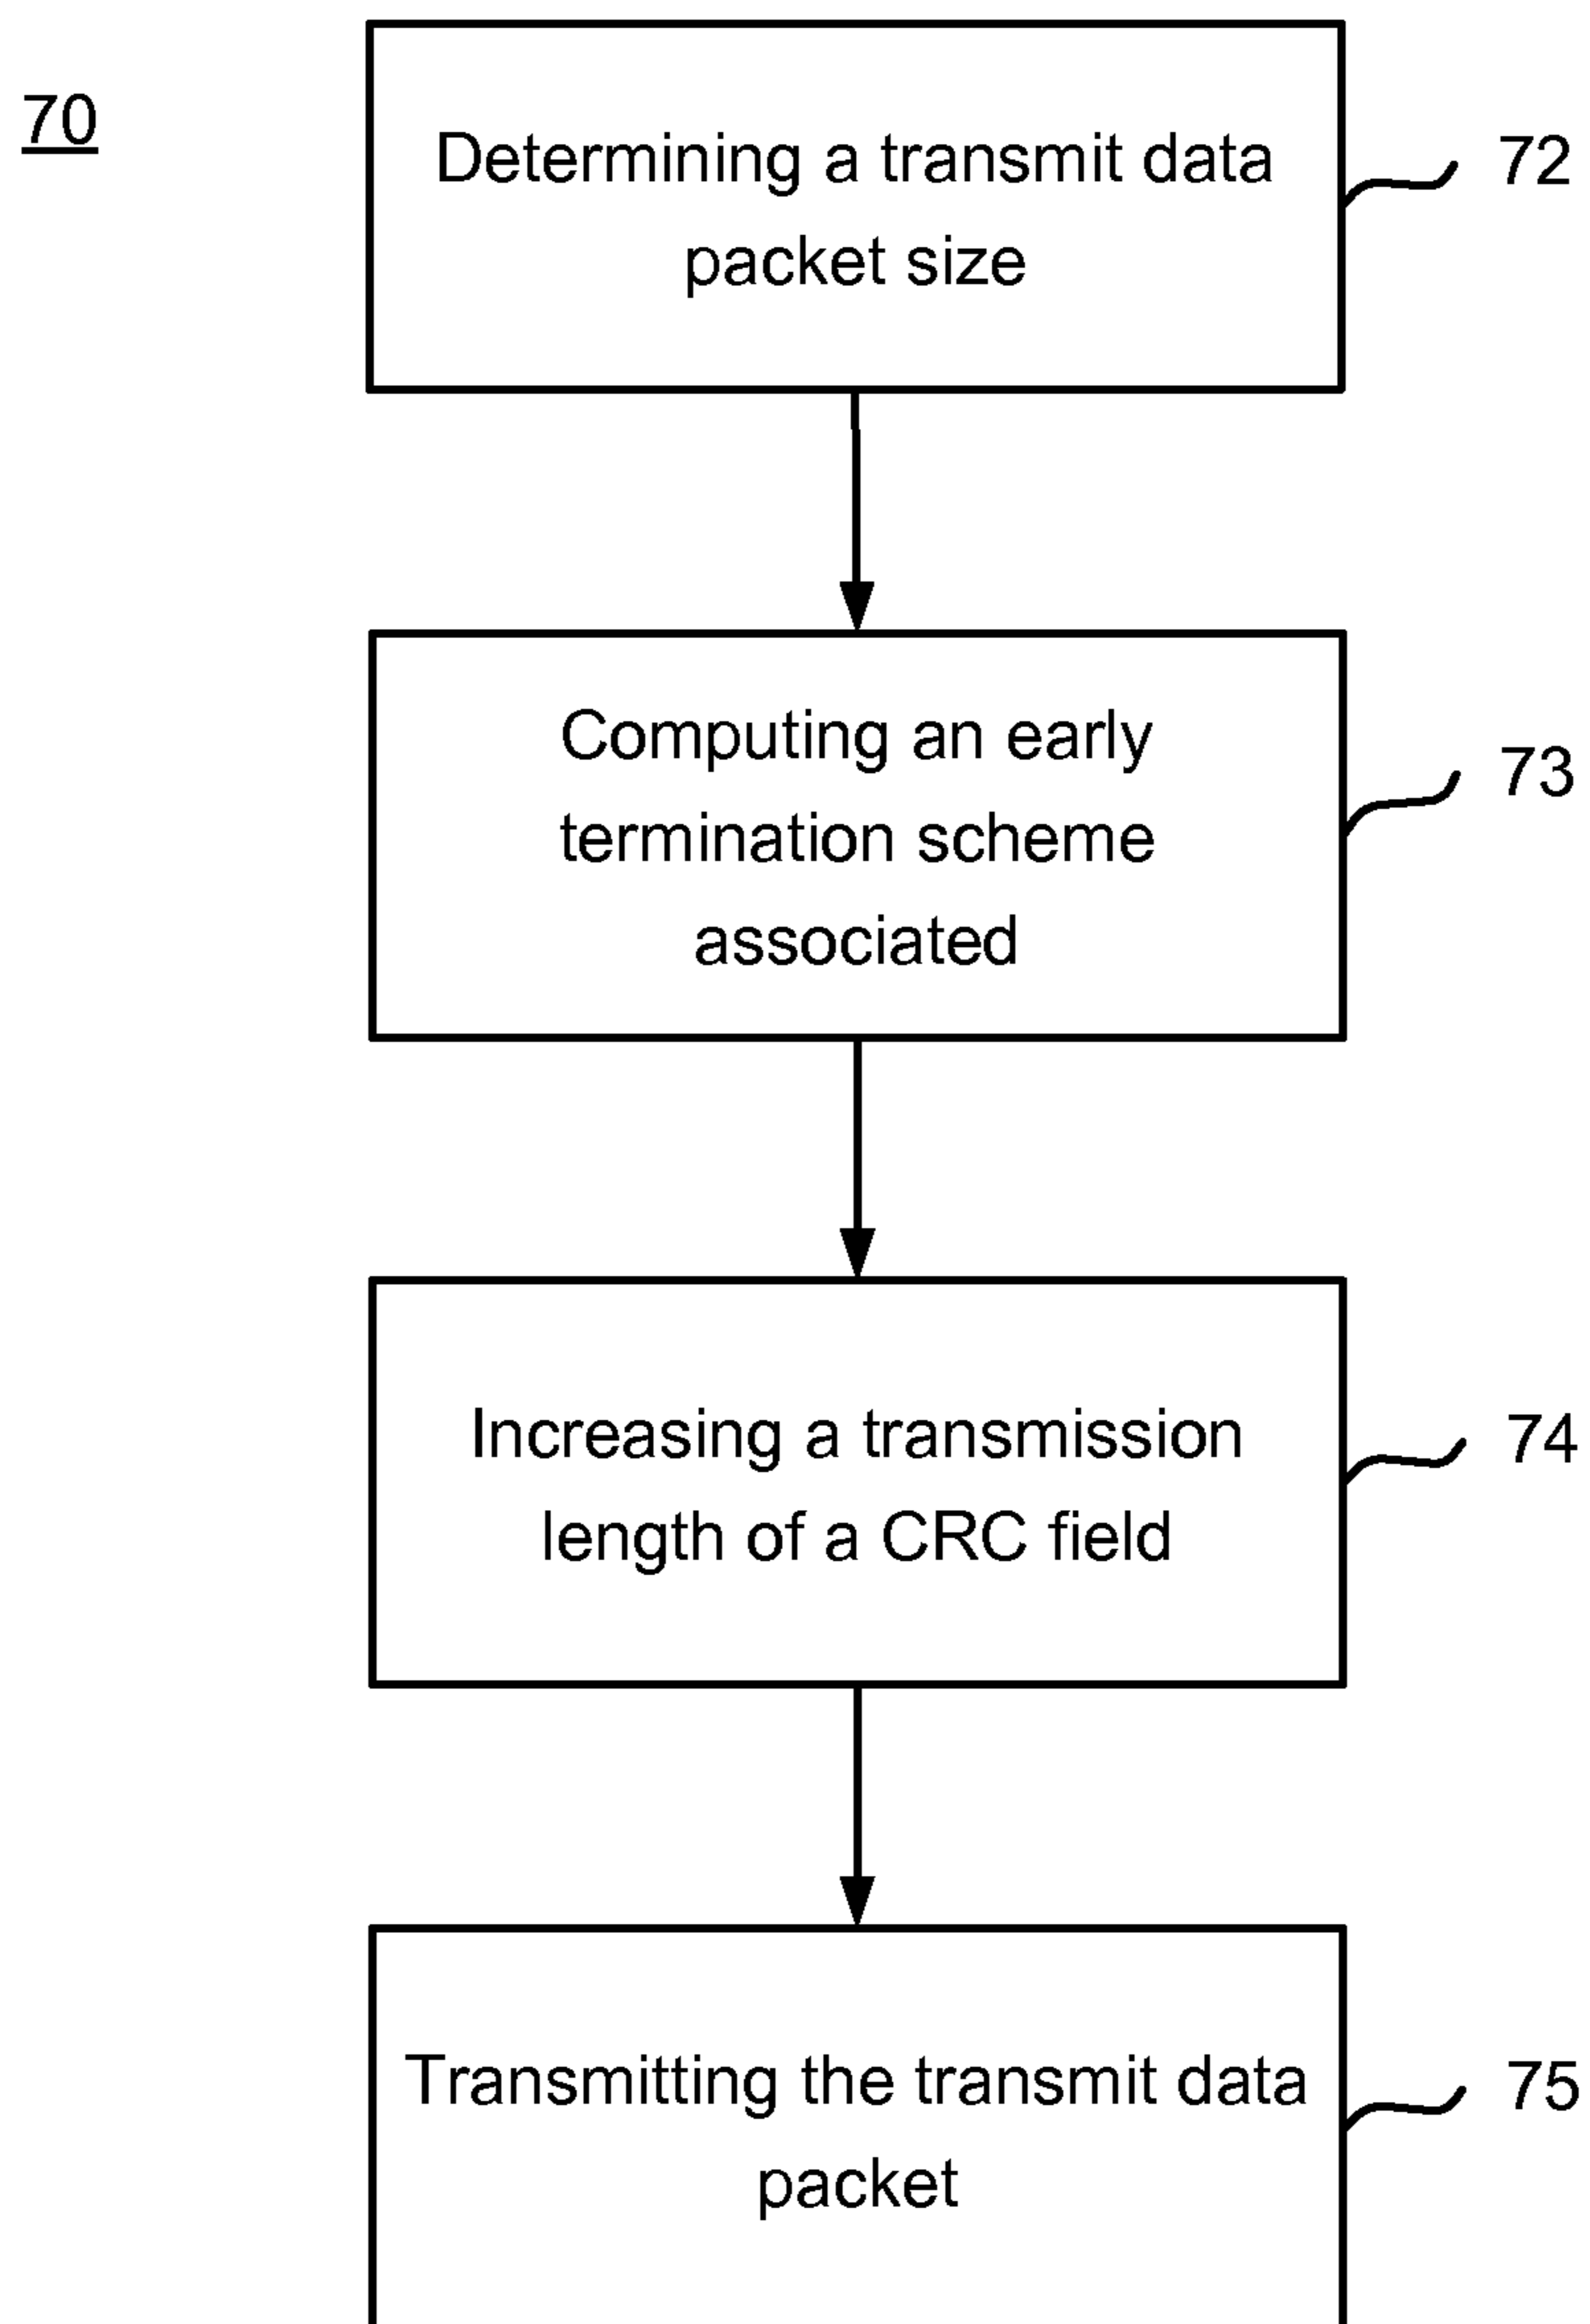 70
Determining a transmit data
packet size
72
Computing an early
termination scheme
associated
73
Increasing a transmission
length of a CRC field
74
Transmitting the transmit data
packet
75